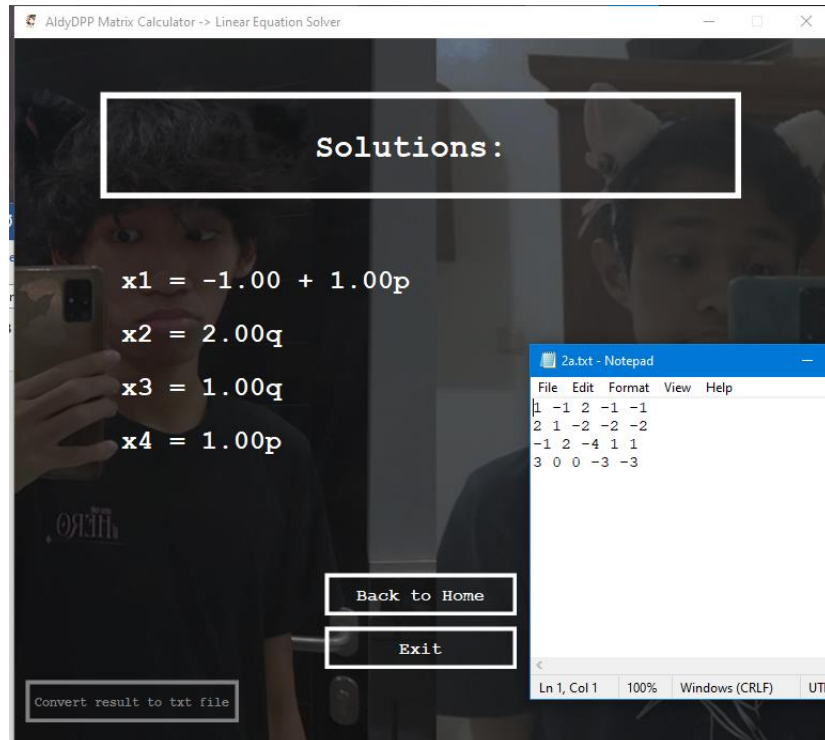 AldyDPP Matrix Calculator -> Linear Equation Solver
Solutions:
x1 = -1.00 + 1.00p
x2 = 2.00q
x3 = 1.00q
x4 = 1.00p
2a.txt - Notepad
File Edit Format View Help
1 -1 2 -1 -1
2 1 -2 -2 -2
-1 2 -4 1 1
3 0 0 -3 -3
HERO
Back to Home
Exit
Convert result to txt file
Ln 1, Col 1 100% Windows (CRLF) UT